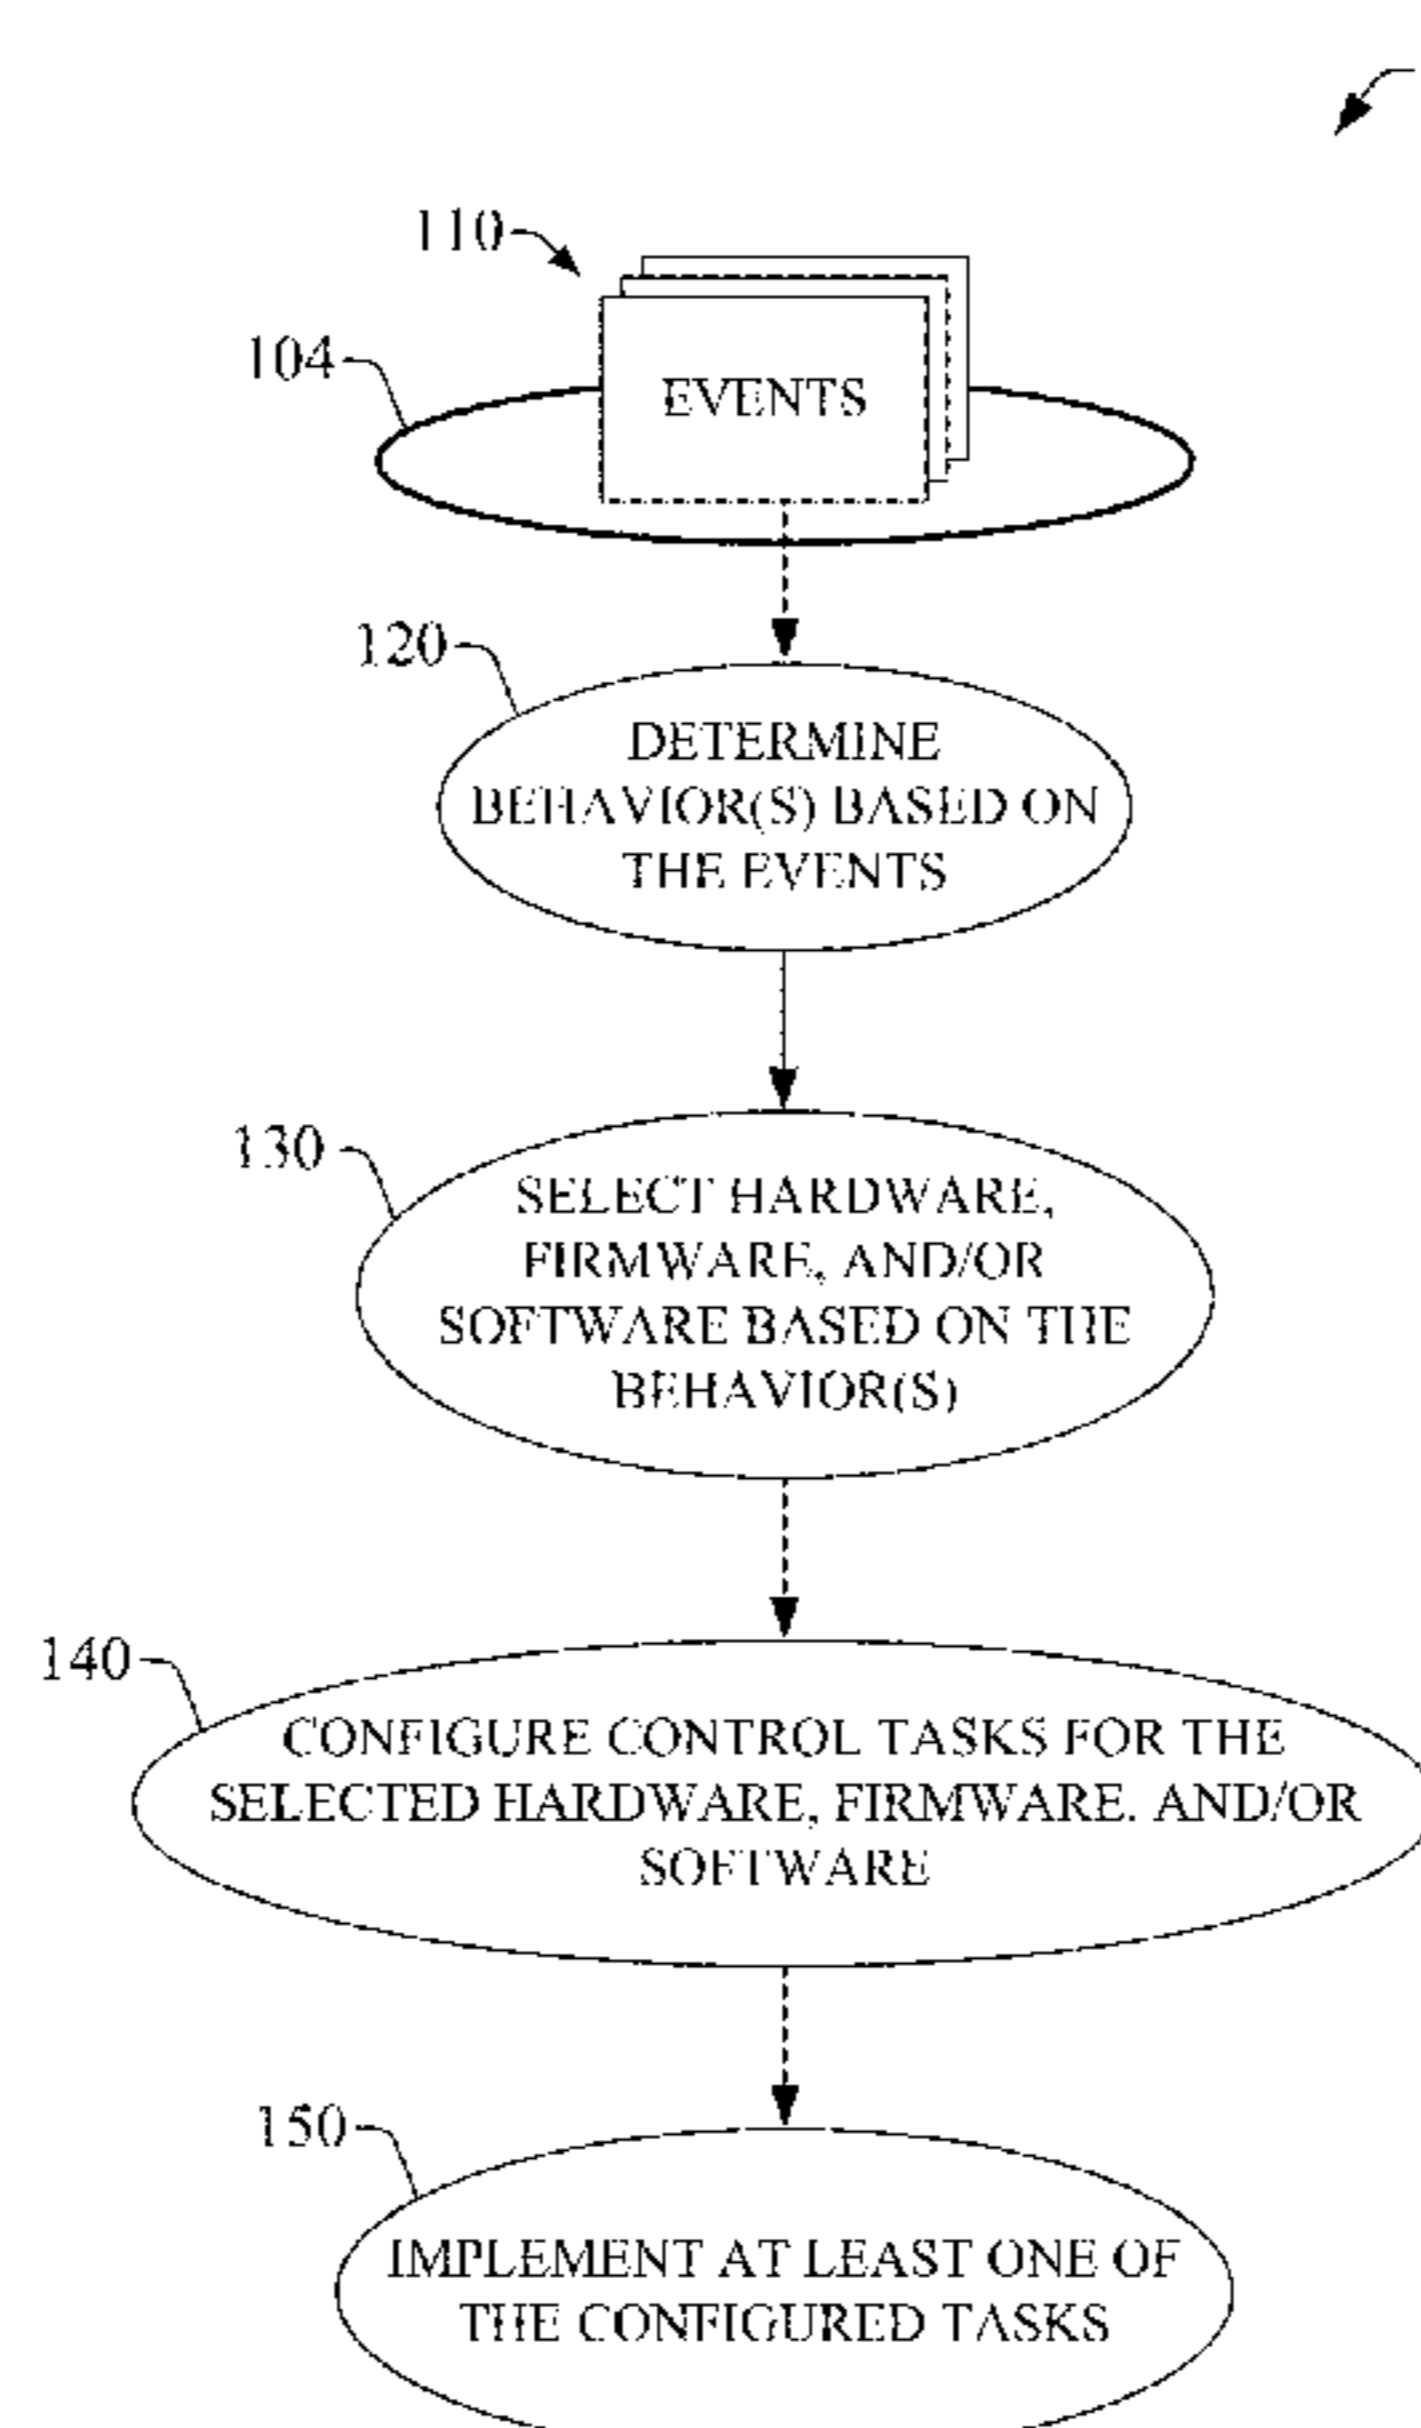 110
104
EVENTS
120
DETERMINE
BEHAVIOR(S) BASED ON
THE EVENTS
130
SELECT HARDWARE,
FIRMWARE, AND/OR
SOFTWARE BASED ON THE
BEHAVIOR(S)
140
CONFIGURE CONTROL TASKS FOR THE
SELECTED HARDWARE, FIRMWARE. AND/OR
SOFTWARE
150
IMPLEMENT AT LEAST ONE OF
THE CONFIGURED TASKS